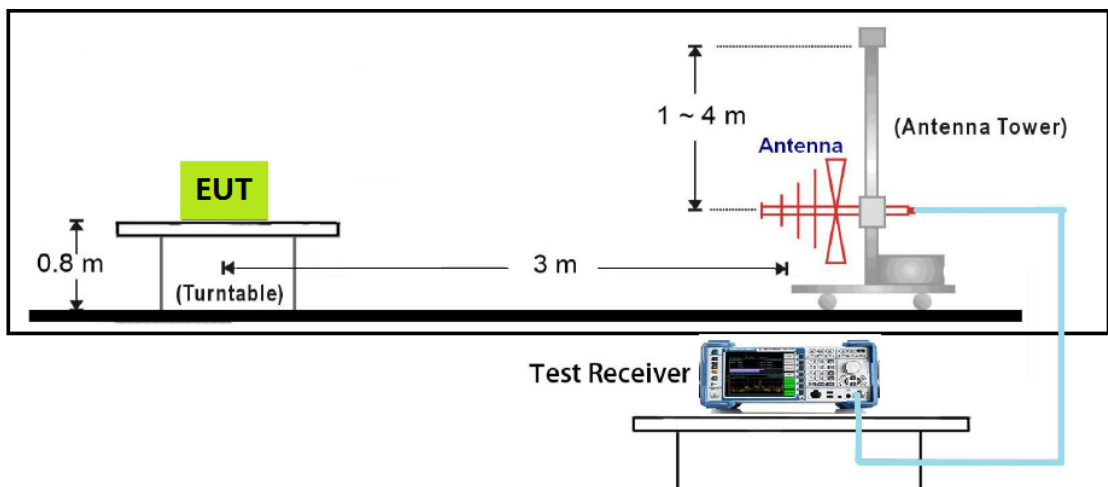 1 ~ 4 m
(Antenna Tower)
Antenna
EUT
0.8 m
3 m
(Turntable)
Test Receiver